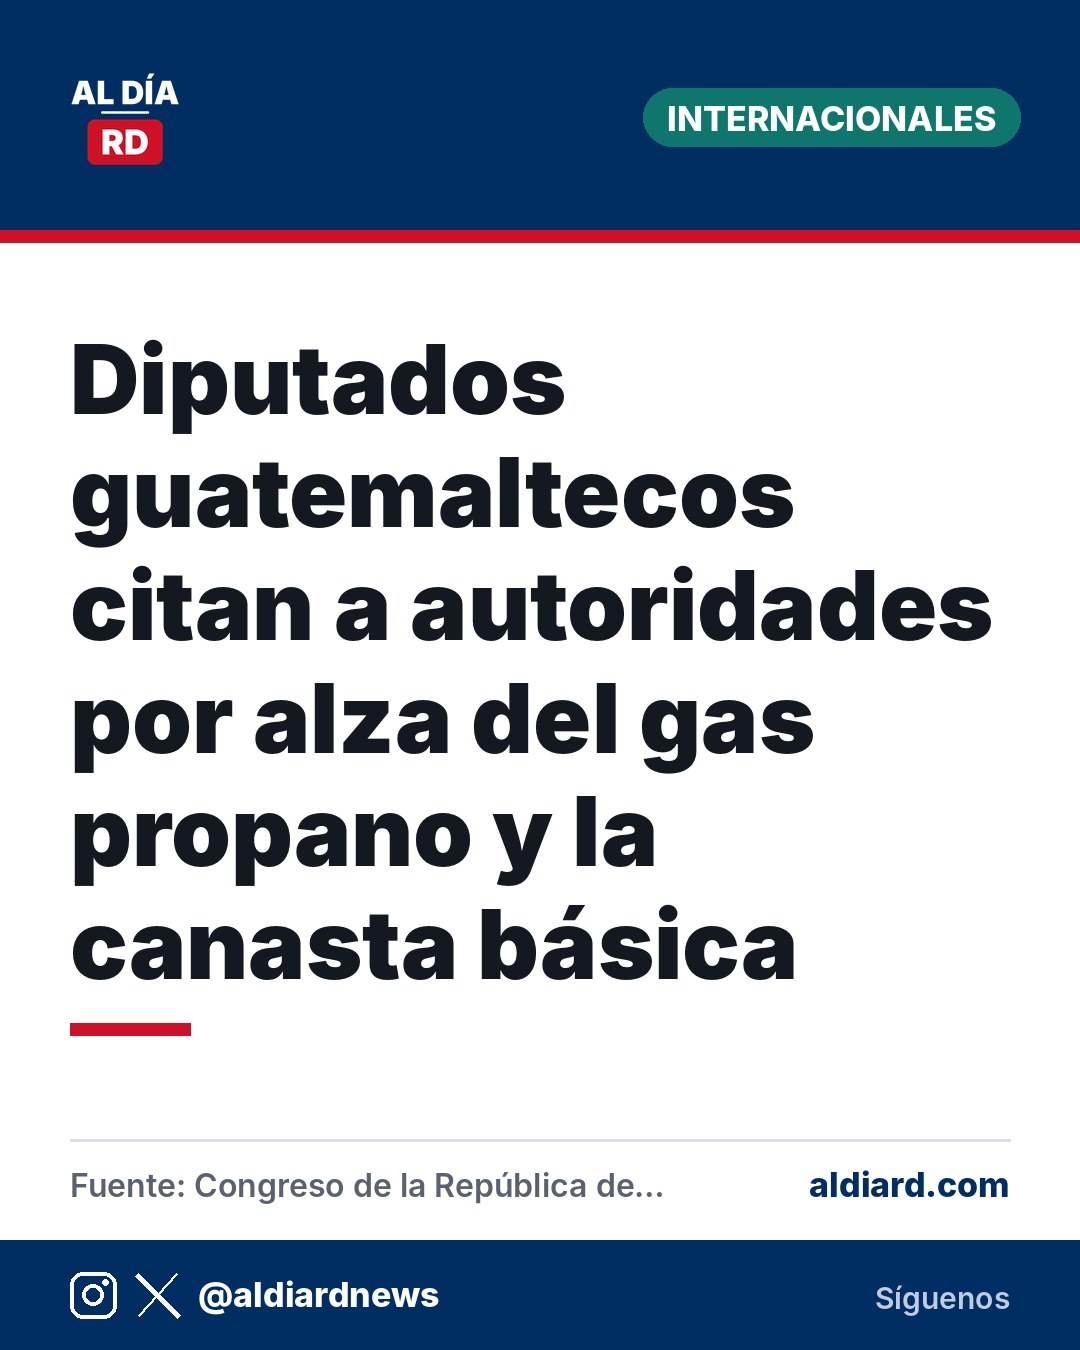 AL DÍA
RD
INTERNACIONALES
Diputados
guatemaltecos
citan a autoridades
por alza del gas
propano y la
canasta básica
Fuente: Congreso de la República de...
aldiard.com
@aldiardnews
Síguenos